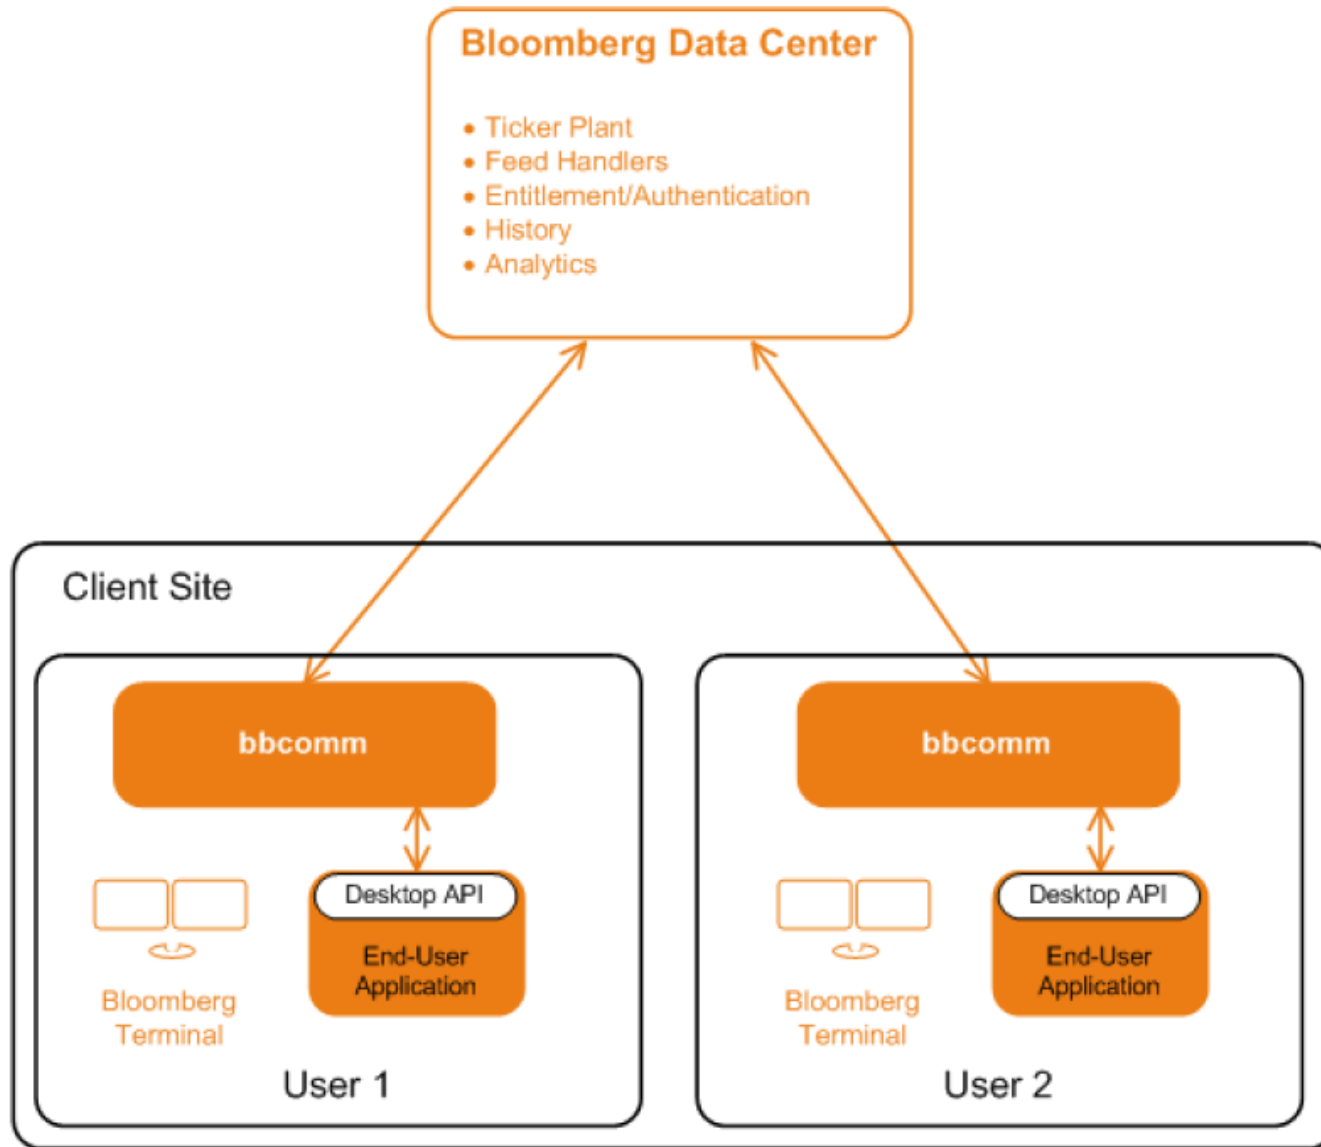 Bloomberg Data Center
• Ticker Plant
• Feed Handlers
• Entitlement/Authentication
• History
• Analytics
Client Site
bbcomm
Desktop API
End-User
Application
Bloomberg
Terminal
User 1
bbcomm
Desktop API
End-User
Application
Bloomberg
Terminal
User 2